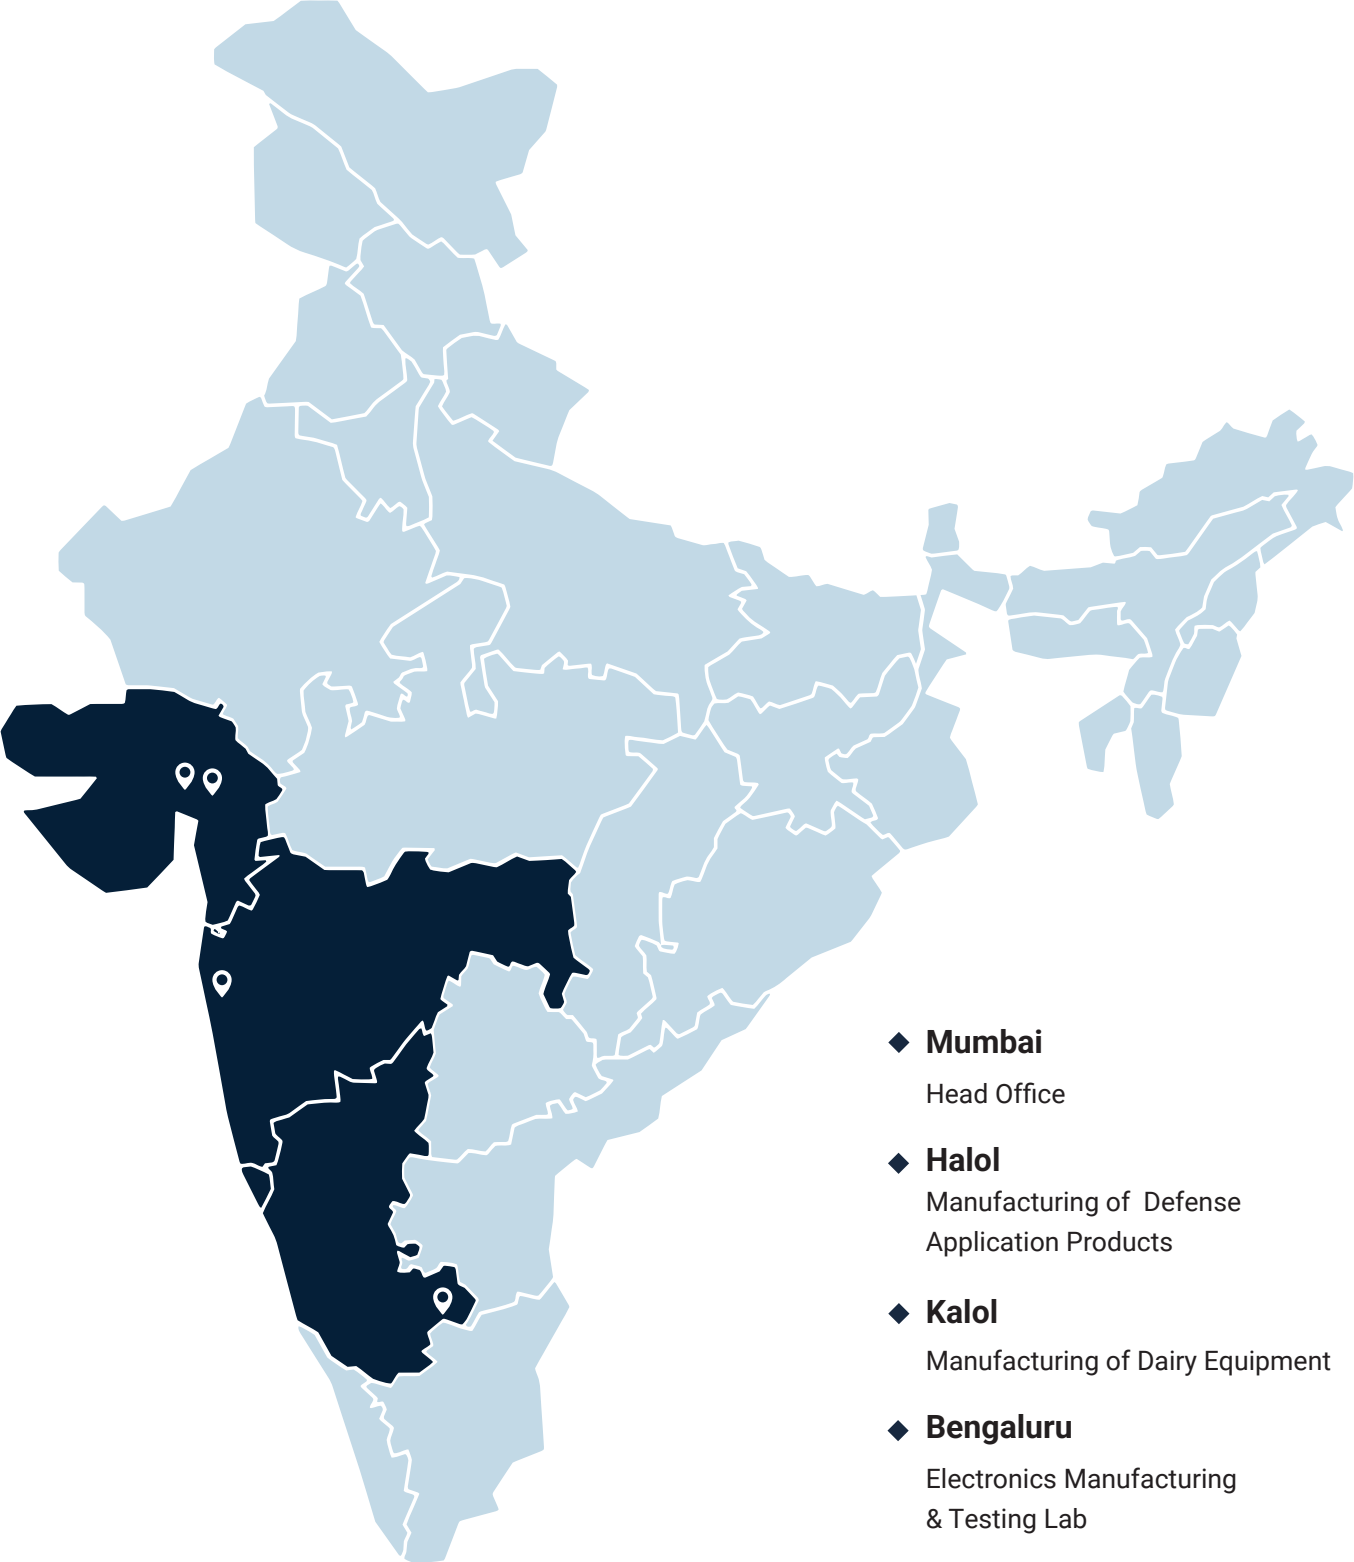 Mumbai
Head Office
Halol
Manufacturing of Defense
Application Products
Kalol
Manufacturing of Dairy Equipment
Bengaluru
Electronics Manufacturing
& Testing Lab